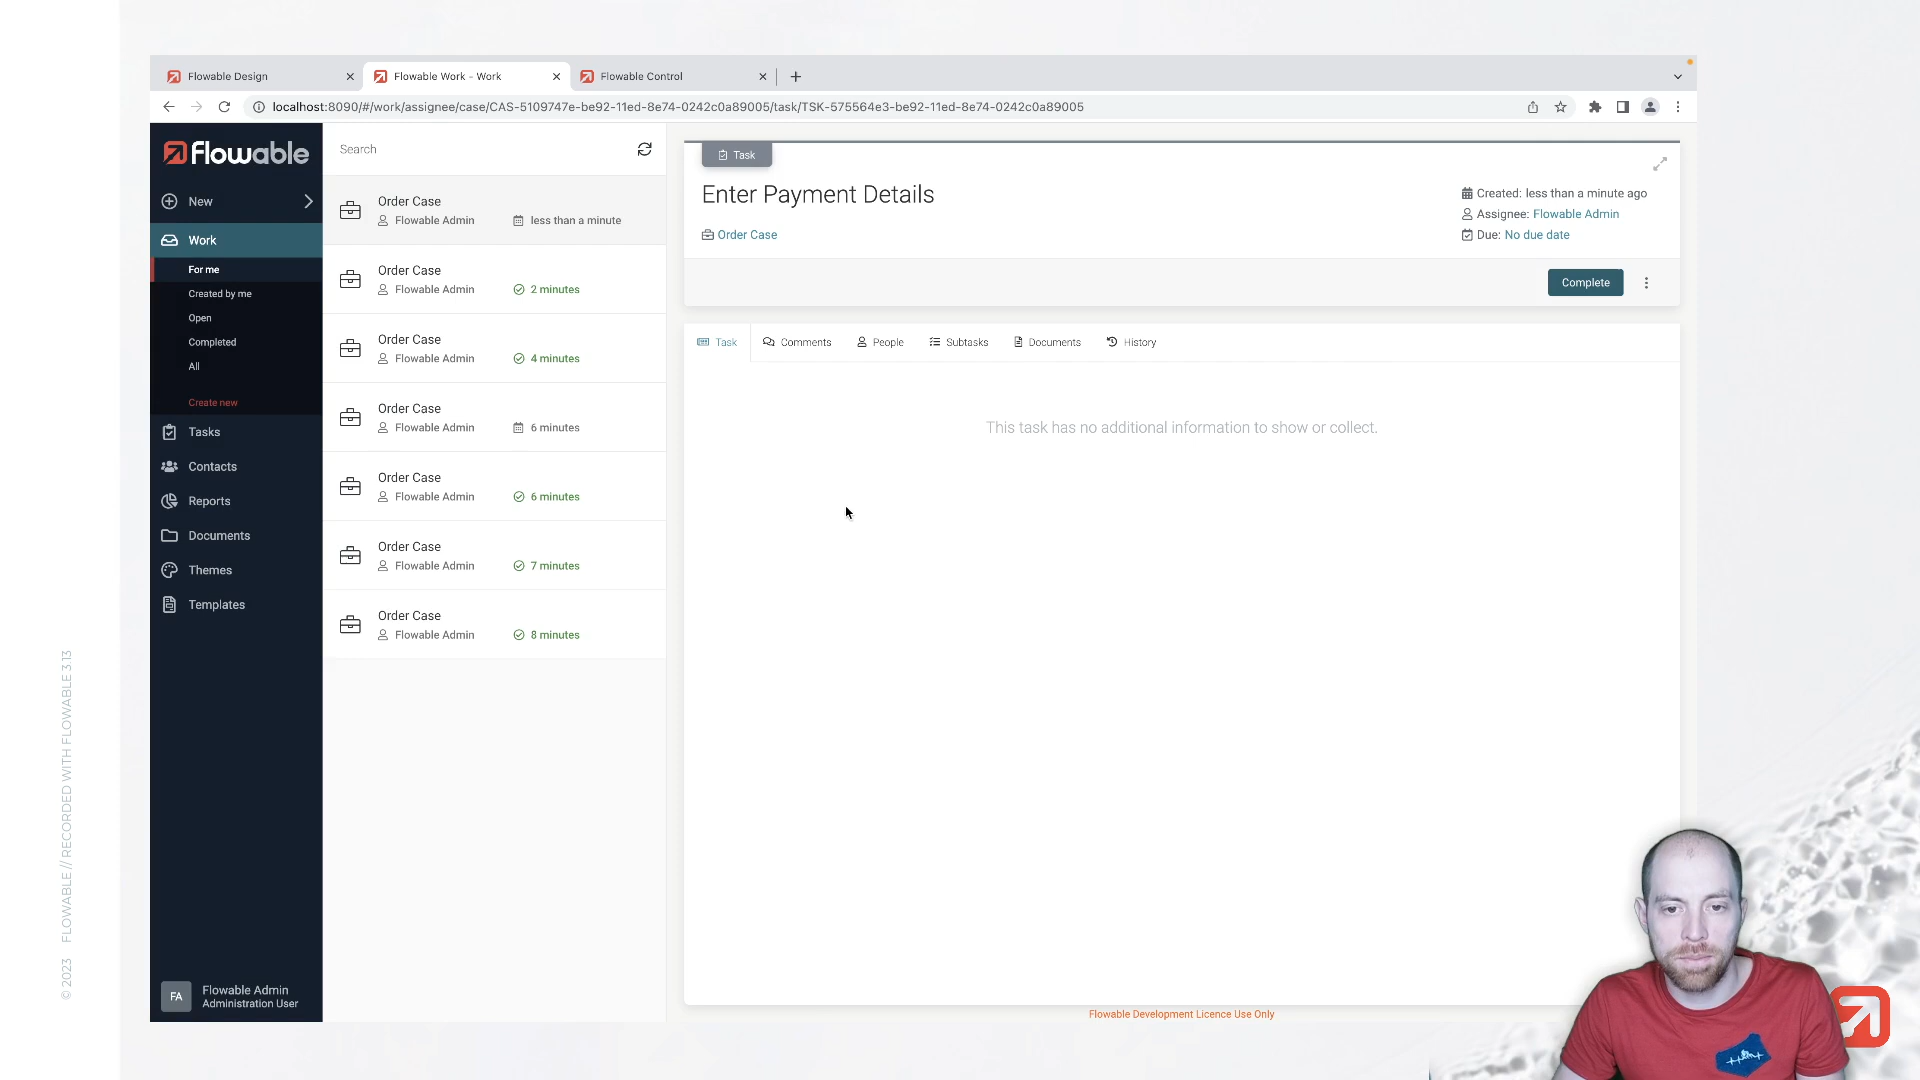 Flowable Design
Flowable Work - Work
Flowable Control
localhost:8090/#/work/assignee/case/CAS-5109747e-be92-11ed-8e74-0242c0a89005/task/TSK-575564e3-be92-11ed-8e74-0242c0a89005
Flowable
New
Work
For me
Created by me
Open
Completed
All
Create new
Tasks
Contacts
Reports
Documents
Themes
Templates
FA
Flowable Admin
Administration User
Search
Order Case
Flowable Admin less than a minute
Order Case
Flowable Admin 2 minutes
Order Case
Flowable Admin 4 minutes
Order Case
Flowable Admin 6 minutes
Order Case
Flowable Admin 6 minutes
Order Case
Flowable Admin 7 minutes
Order Case
Flowable Admin 8 minutes
Task
Enter Payment Details
Order Case
Created: less than a minute ago
Assignee: Flowable Admin
Due: No due date
Complete
Task Comments People Subtasks Documents History
This task has no additional information to show or collect.
Flowable Development Licence Use Only
© 2023 FLOWABLE // RECORDED WITH FLOWABLE 3.13